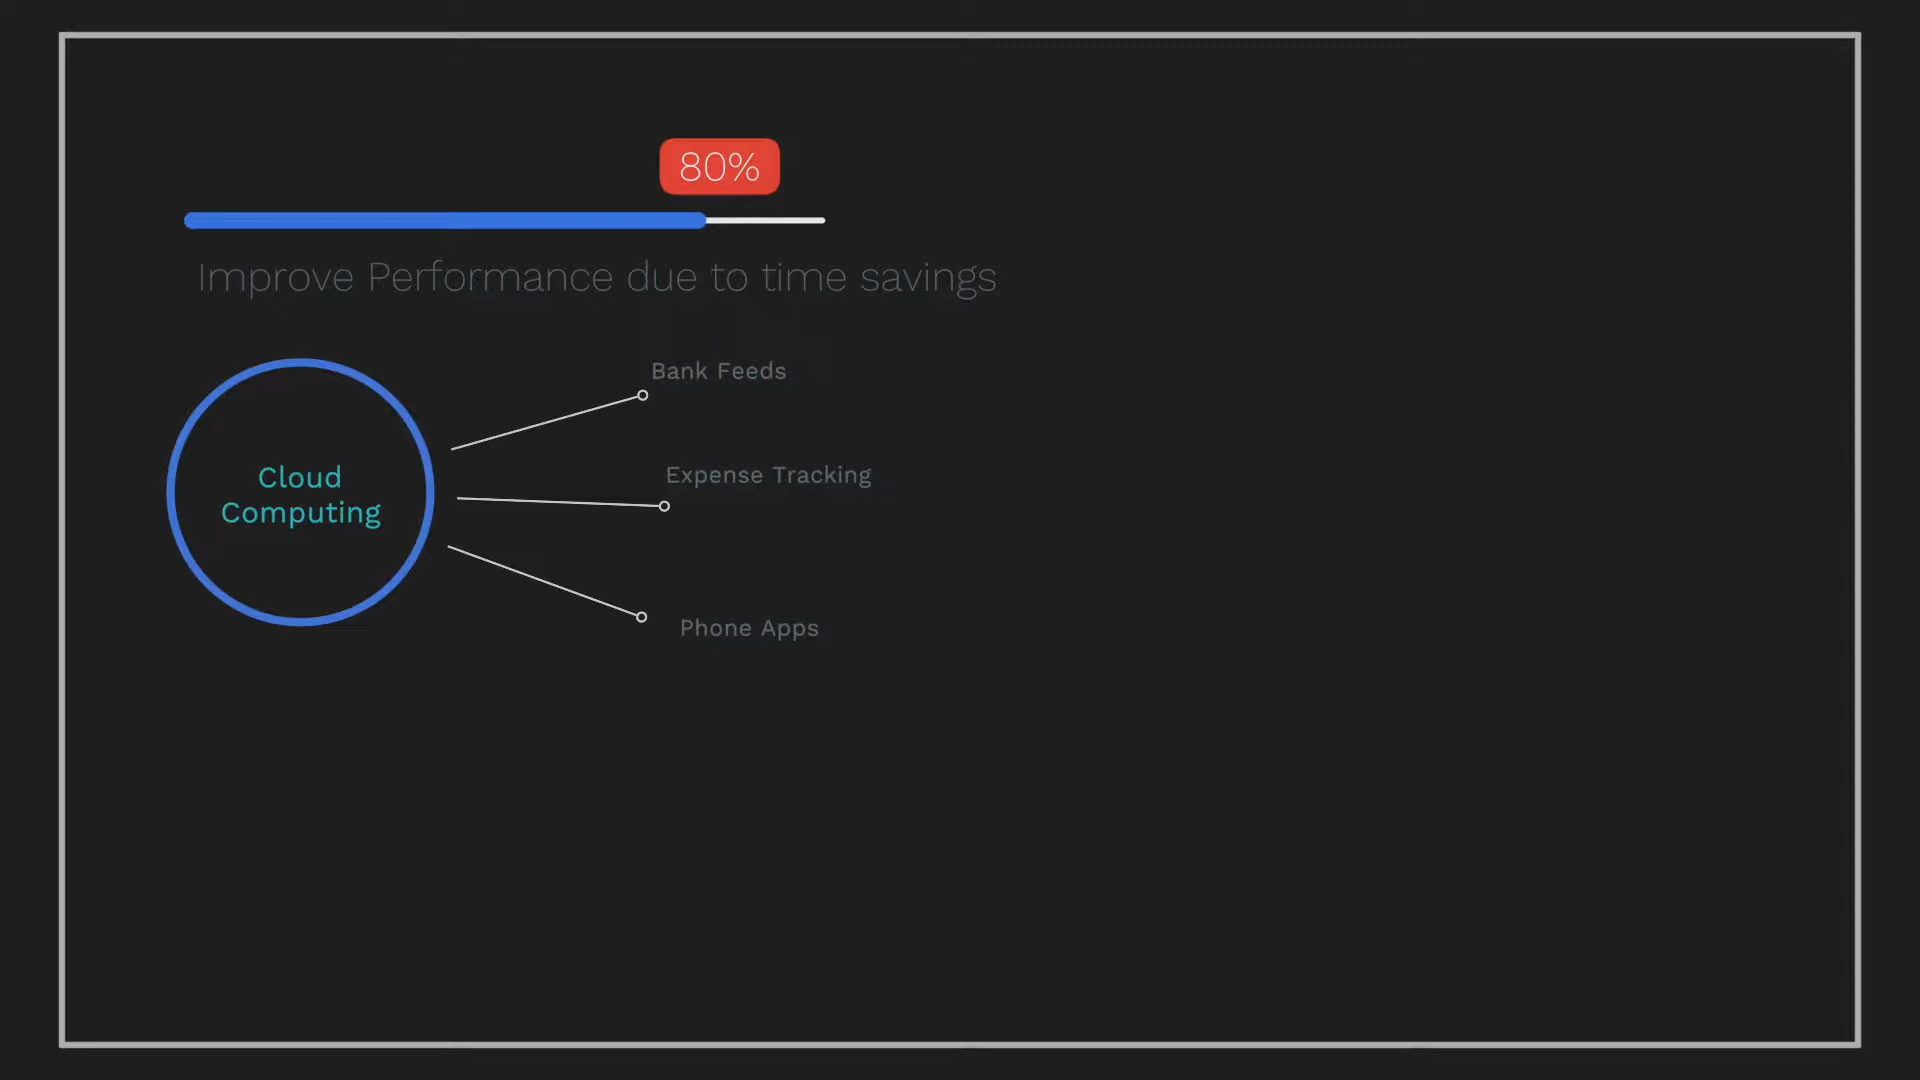 80%
Improve Performance due to time savings
Bank Feeds
Cloud
Computing
Expense Tracking
Phone Apps